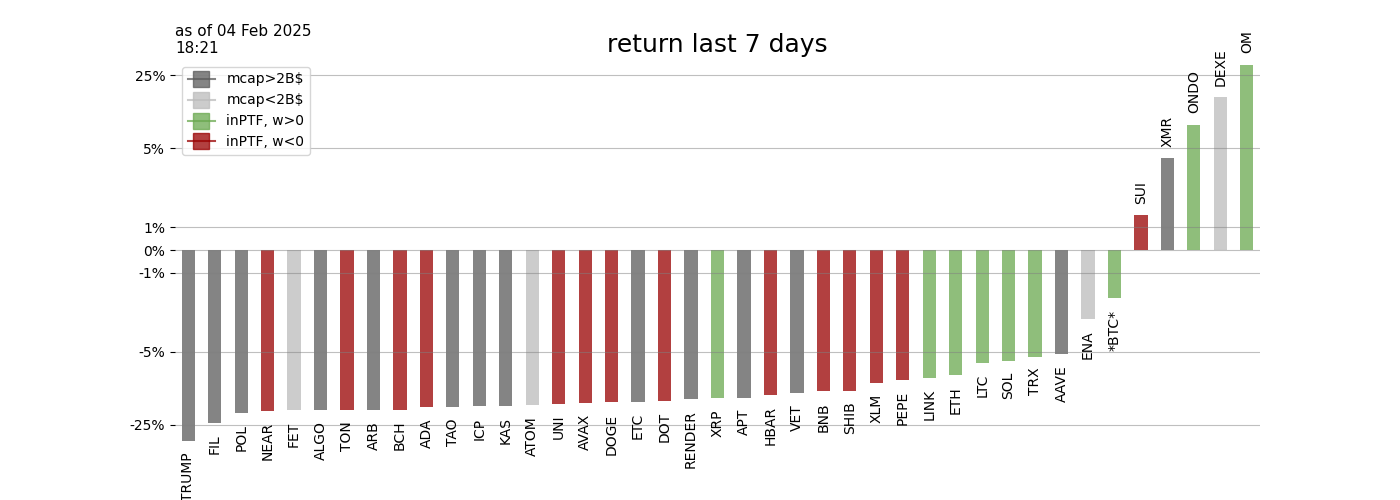 as of 04 Feb 2025
18:21
return last 7 days
mcap>2B$
mcap<2B$
inPTF, w>0
inPTF, w<0
25%
5%
1%
0%
-1%
-5%
-25%
TRUMP
FIL
POL
NEAR
FET
ALGO
TON
ARB
BCH
ADA
TAO
ICP
KAS
ATOM
UNI
AVAX
DOGE
ETC
DOT
RENDER
XRP
APT
HBAR
VET
BNB
SHIB
XLM
PEPE
LINK
ETH
LTC
SOL
TRX
AAVE
ENA
*BTC*
SUI
XMR
ONDO
DEXE
OM